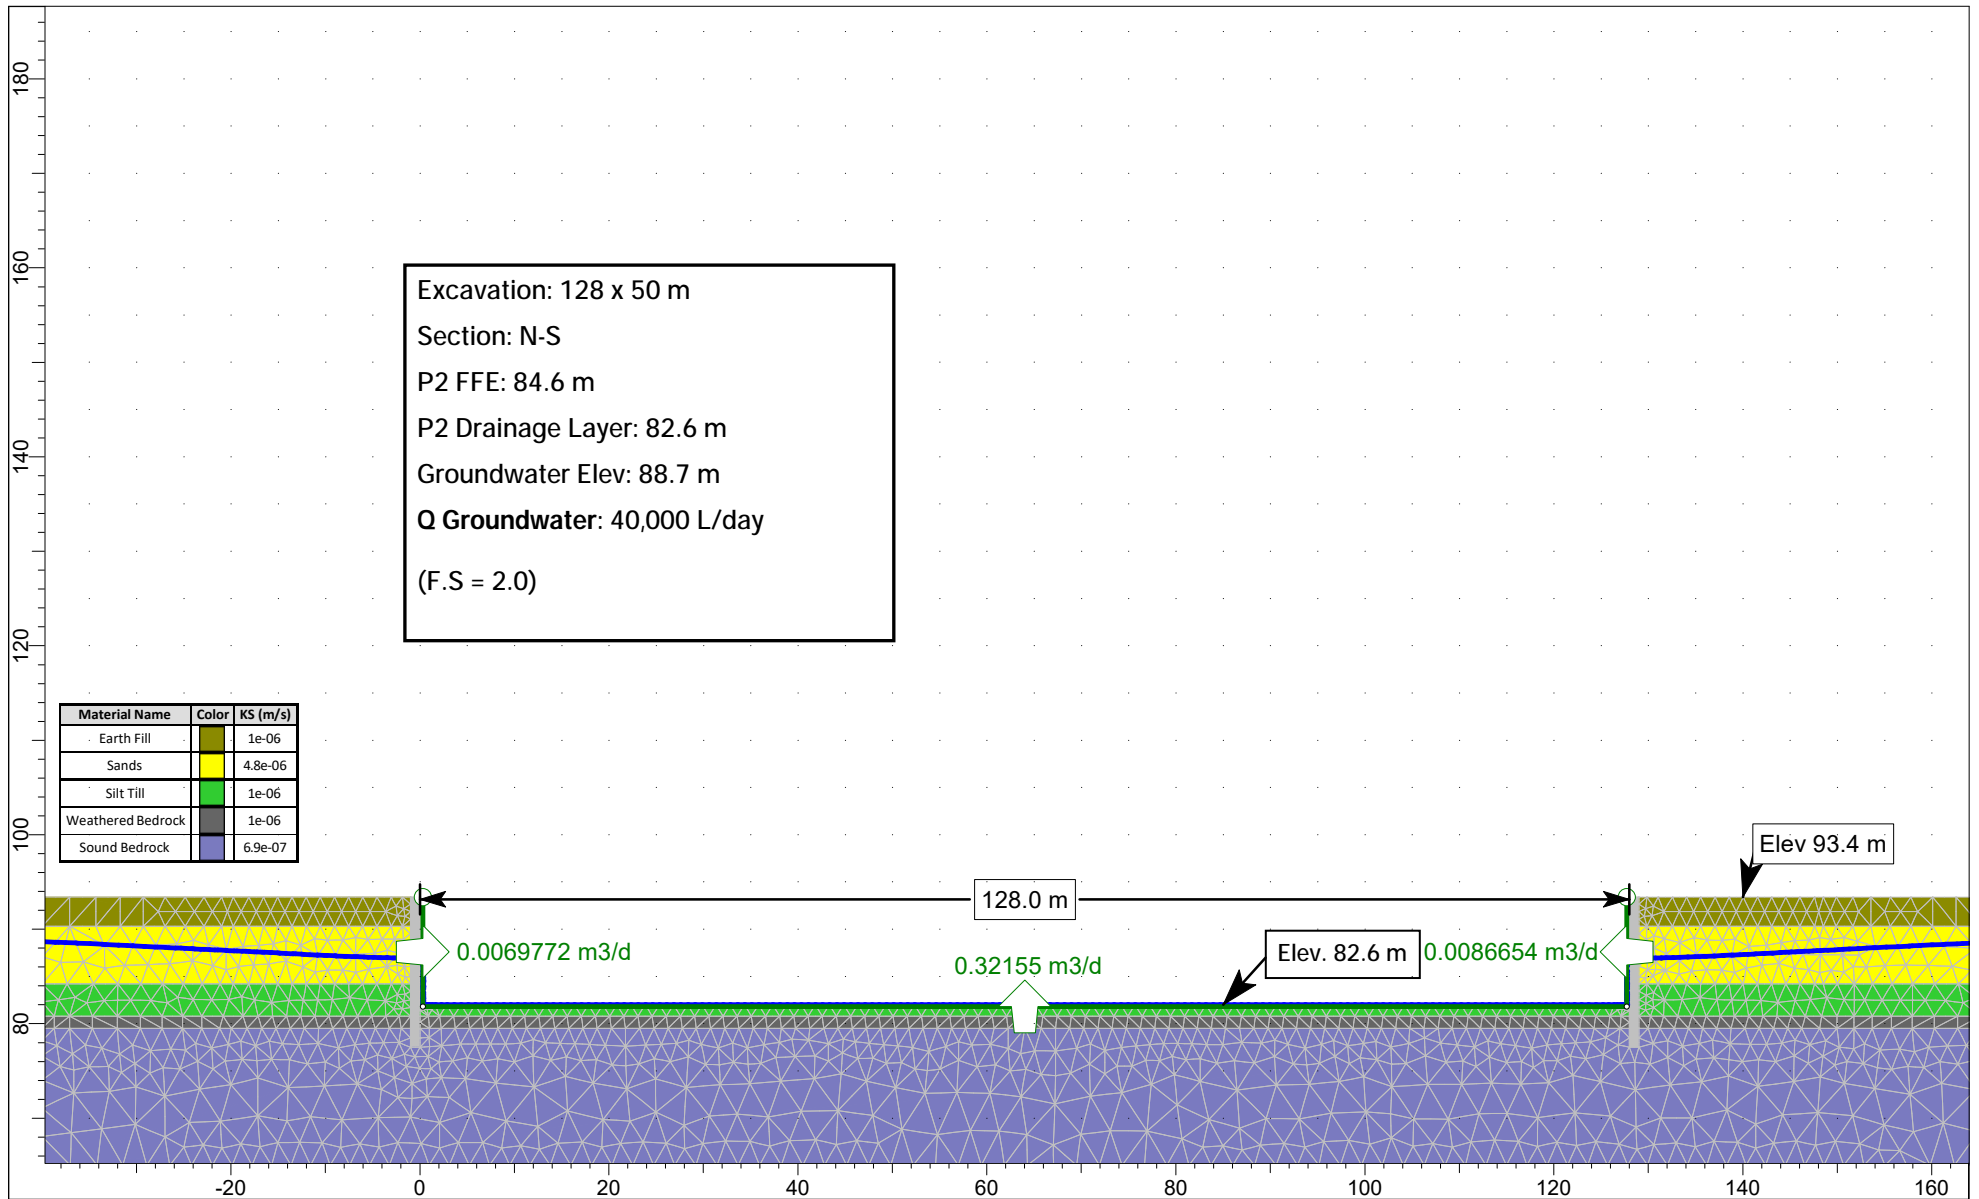 180
160
140
120
100
80
Excavation: 128 x 50 m
Section: N-S
P2 FFE: 84.6 m
P2 Drainage Layer: 82.6 m
Groundwater Elev: 88.7 m
Q Groundwater: 40,000 L/day
(F.S = 2.0)
Material Name Color KS (m/s)
Earth Fill 1e-06
Sands 4.8e-06
Silt Till 1e-06
Weathered Bedrock 1e-06
Sound Bedrock 6.9e-07
Elev 93.4 m
128.0 m
0.0069772 m3/d
0.32155 m3/d
Elev. 82.6 m
0.0086654 m3/d
-20 0 20 40 60 80 100 120 140 160